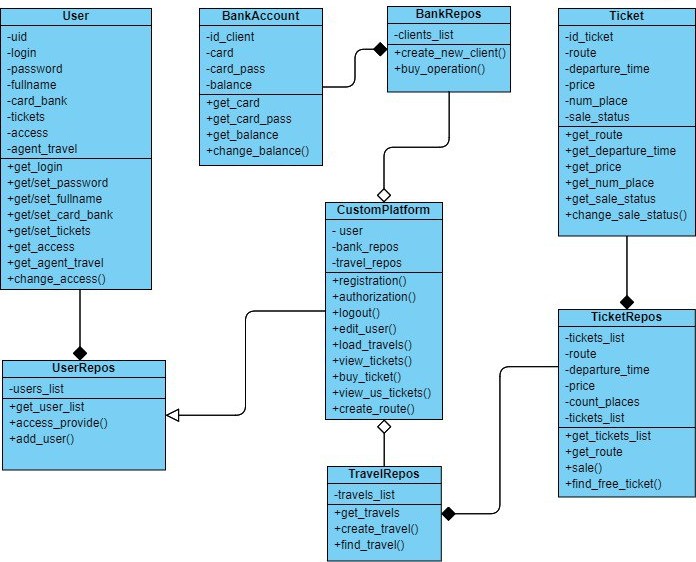 User
-uid
-login
-password
-fullname
-card_bank
-tickets
-access
-agent_travel
+get_login
+get/set_password
+get/set_fullname
+get/set_card_bank
+get/set_tickets
+get_access
+get_agent_travel
+change_access()
BankAccount
-id_client
-card
-card_pass
-balance
+get_card
+get_card_pass
+get_balance
+change_balance()
BankRepos
-clients_list
+create_new_client()
+buy_operation()
Ticket
-id_ticket
-route
-departure_time
-price
-num_place
-sale_status
+get_route
+get_departure_time
+get_price
+get_num_place
+get_sale_status
+change_sale_status()
CustomPlatform
- user
-bank_repos
-travel_repos
+registration()
+authorization()
+logout()
+edit_user()
+load_travels()
+view_tickets()
+buy_ticket()
+view_us_tickets()
+create_route()
UserRepos
-users_list
+get_user_list
+access_provide()
+add_user()
TicketRepos
-tickets_list
-route
-departure_time
-price
-count_places
-tickets_list
+get_tickets_list
+get_route
+sale()
+find_free_ticket()
TravelRepos
-travels_list
+get_travels
+create_travel()
+find_travel()